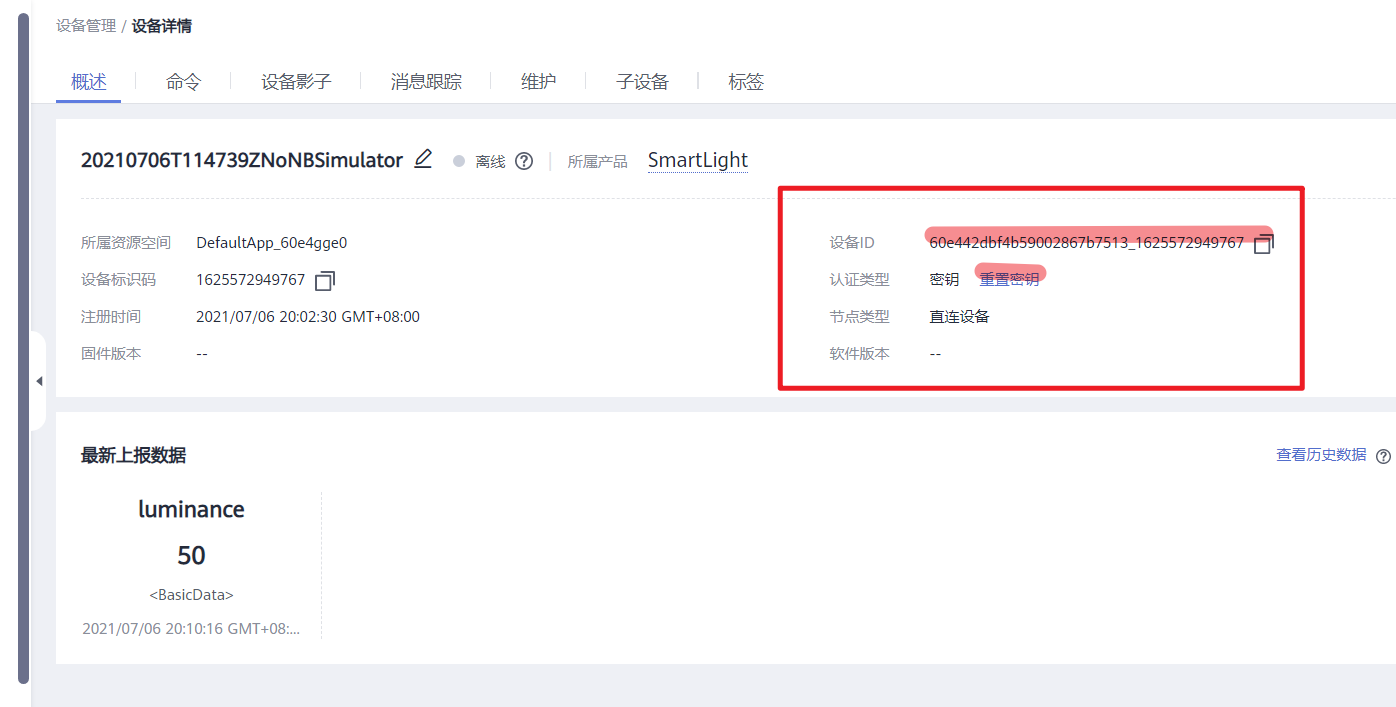 设备管理 / 设备详情
概述 命令 设备影子 消息跟踪 维护 子设备 标签
20210706T114739ZNoNBSimulator 离线 ? 所属产品 SmartLight
所属资源空间 DefaultApp_60e4gge0 设备ID 60e442dbf4b59002867b7513_1625572949767
设备标识码 1625572949767 认证类型 密钥 重置密钥
注册时间 2021/07/06 20:02:30 GMT+08:00 节点类型 直连设备
固件版本 -- 软件版本 --
最新上报数据 查看历史数据 ?
luminance
50
<BasicData>
2021/07/06 20:10:16 GMT+08:...